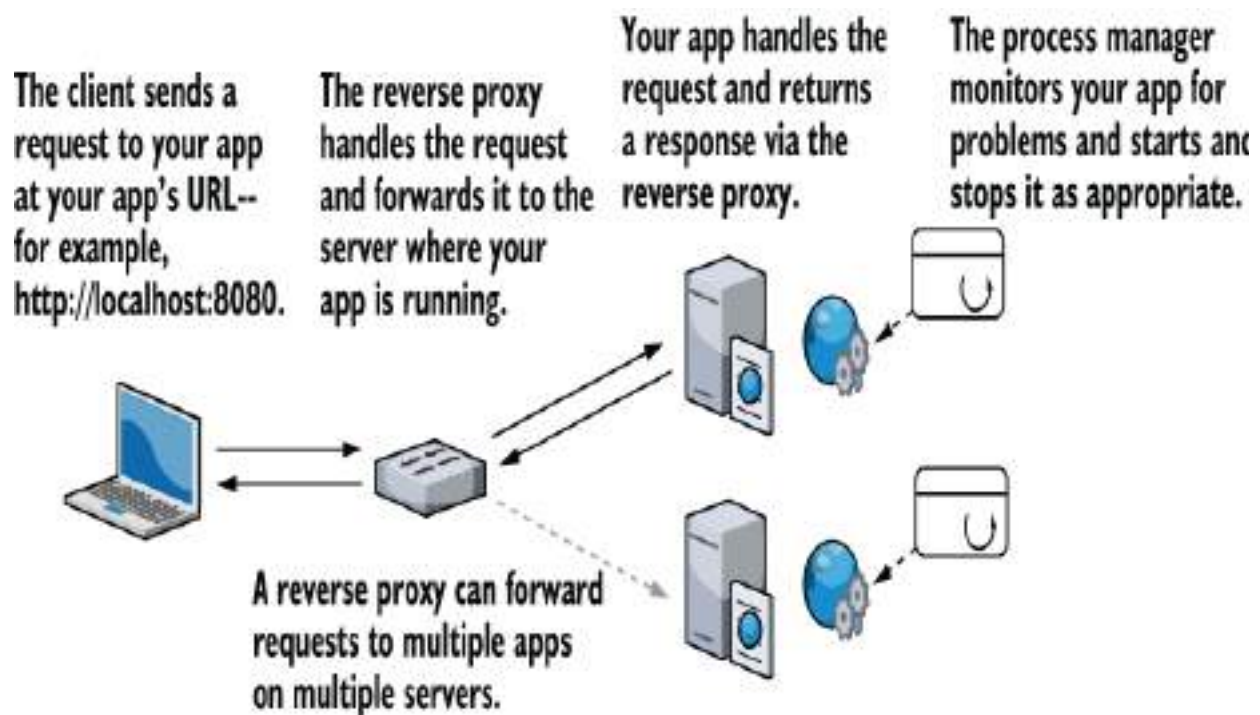 The client sends a
request to your app
at your app's URL--
for example,
http://localhost:8080.
The reverse proxy
handles the request
and forwards it to the
server where your
app is running.
Your app handles the
request and returns
a response via the
reverse proxy.
The process manager
monitors your app for
problems and starts and
stops it as appropriate.
A reverse proxy can forward
requests to multiple apps
on multiple servers.